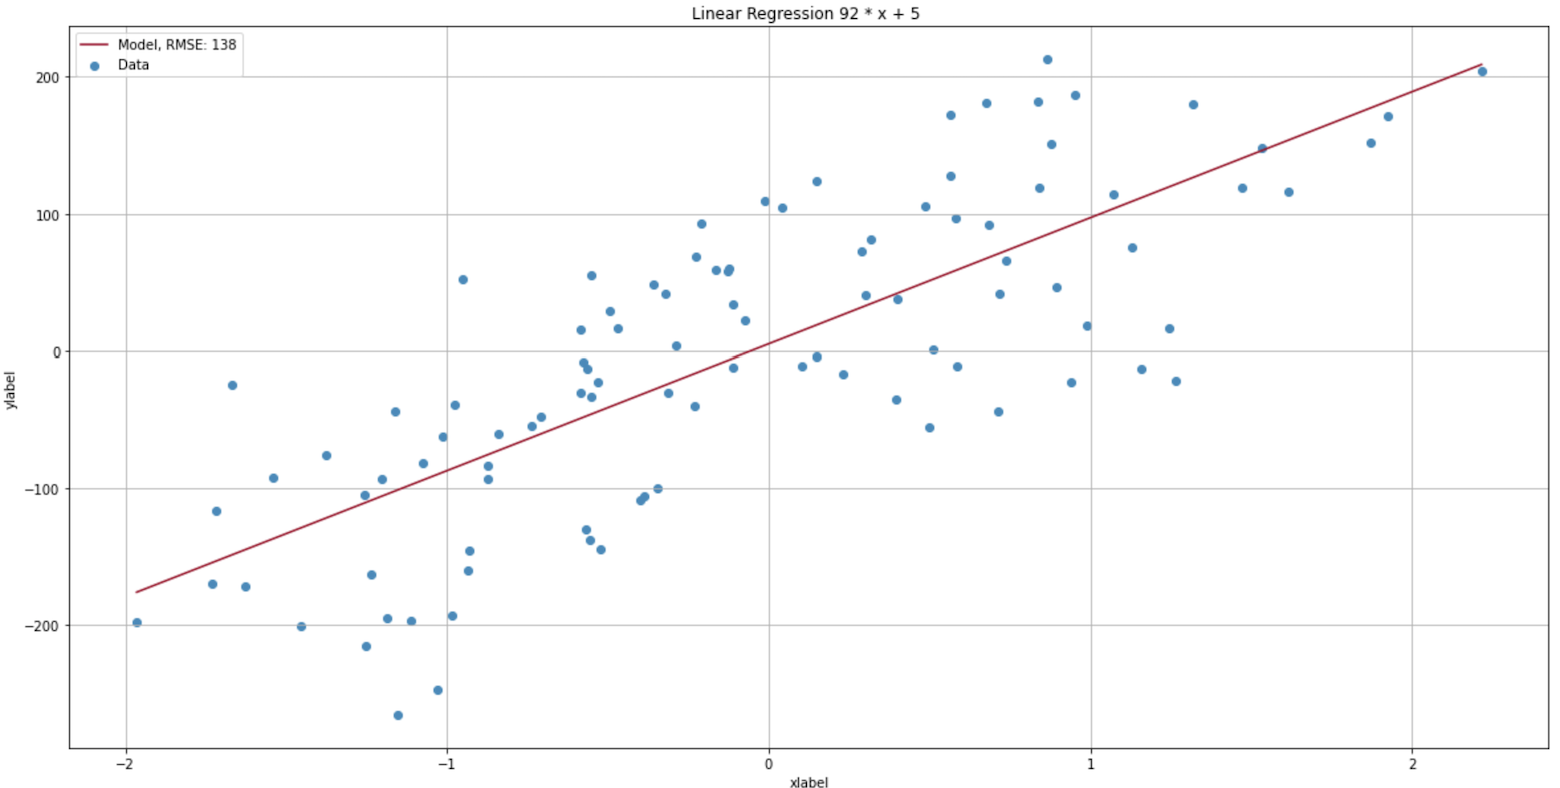 Linear Regression 92 * x + 5
Model, RMSE: 138
Data
200
100
0
−100
−200
ylabel
−2
−1
0
1
2
xlabel